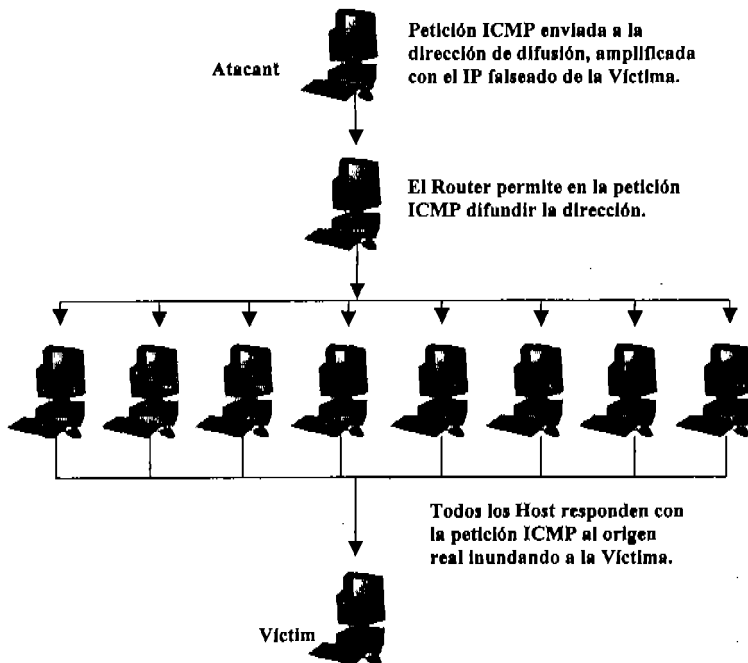 Petición ICMP enviada a la
dirección de difusión, amplificada
con el IP falseado de la Víctima.
Atacant
El Router permite en la petición
ICMP difundir la dirección.
Todos los Host responden con
la petición ICMP al origen
real inundando a la Víctima.
Víctim